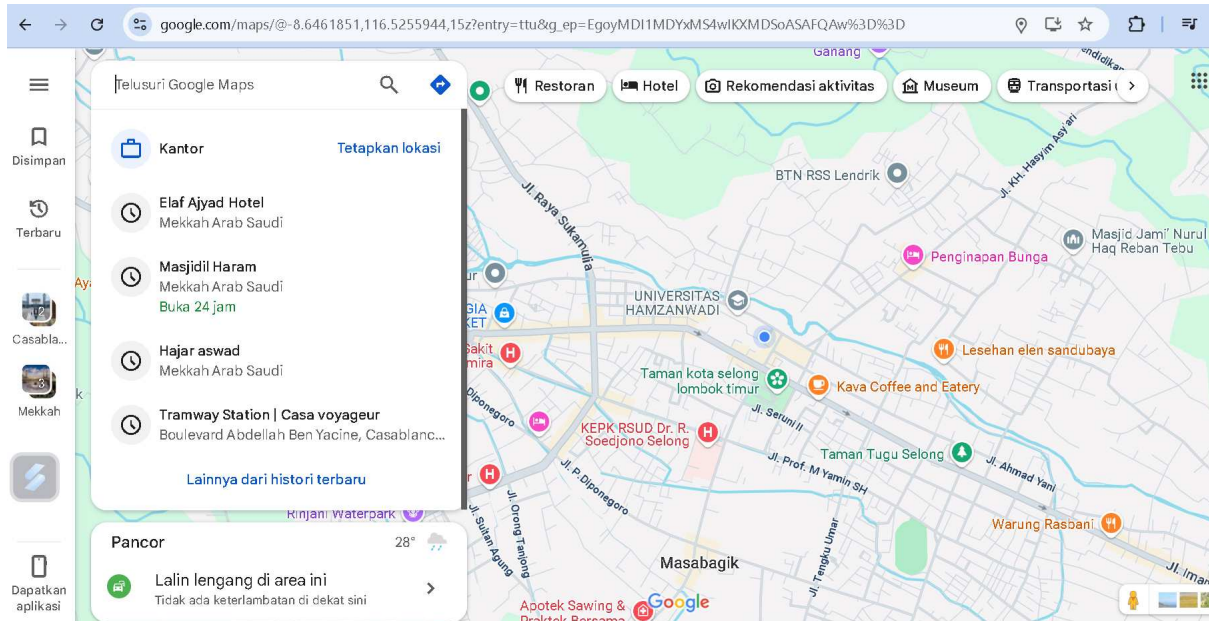 google.com/maps/@-8.6461851,116.5255944,15z?entry=ttu&g_ep=EgoyMDI1MDYxMS4wIKXMDSoASAFQAw%3D%3D
Telusuri Google Maps
Restoran
Hotel
Rekomendasi aktivitas
Museum
Transportasi
Disimpan
Terbaru
12
Casabla...
3
Mekkah
Dapatkan
aplikasi
Kantor
Tetapkan lokasi
Elaf Ajyad Hotel
Mekkah Arab Saudi
Masjidil Haram
Mekkah Arab Saudi
Buka 24 jam
Hajar aswad
Mekkah Arab Saudi
Tramway Station | Casa voyageur
Boulevard Abdellah Ben Yacine, Casablanc...
Lainnya dari histori terbaru
Rinjani Waterpark
Pancor
28°
Lalin lengang di area ini
Tidak ada keterlambatan di dekat sini
Ganang
Jl. KH. Hasyim Asy'ari
BTN RSS Lendrik
Jl. Raya Sukamulia
Masjid Jami' Nurul
Haq Reban Tebu
Penginapan Bunga
UNIVERSITAS
HAMZANWADI
Lesehan elen sandubaya
Taman kota selong
lombok timur
Kava Coffee and Eatery
Jl. Seruni II
Diponegoro
KEPK RSUD Dr. R.
Soedjono Selong
Taman Tugu Selong
Jl. Prof. M Yamin SH
Jl. Ahmad Yani
Jl. P. Diponegoro
Jl. Orong Tanjong
Jl. Sultan Agung
Jl. Tengku Umar
Warung Rasbani
Masabagik
Apotek Sawing &
Praktek Bersama
Google